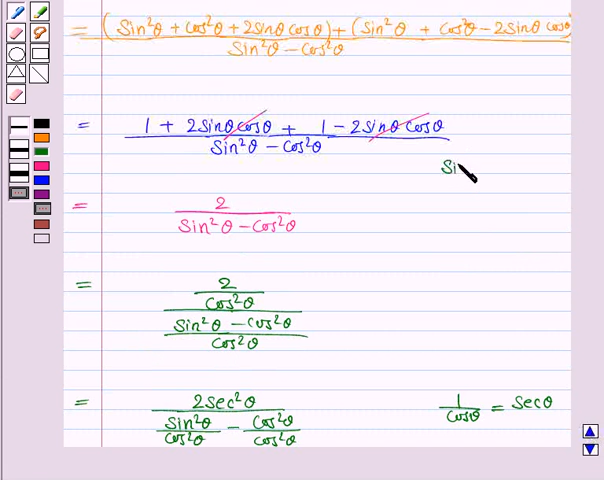 = (Sin²θ + cos²θ + 2sinθ cosθ) + (Sin²θ + cos²θ - 2sinθ cosθ)
Sin²θ - cos²θ
= 1 + 2sinθ cosθ + 1 - 2sinθ cosθ
Sin²θ - cos²θ
Si
= 2
Sin²θ - cos²θ
= 2
Cos²θ
Sin²θ - cos²θ
Cos²θ
= 2sec²θ
Sin²θ/Cos²θ - Cos²θ/Cos²θ
1/Cosθ = Secθ